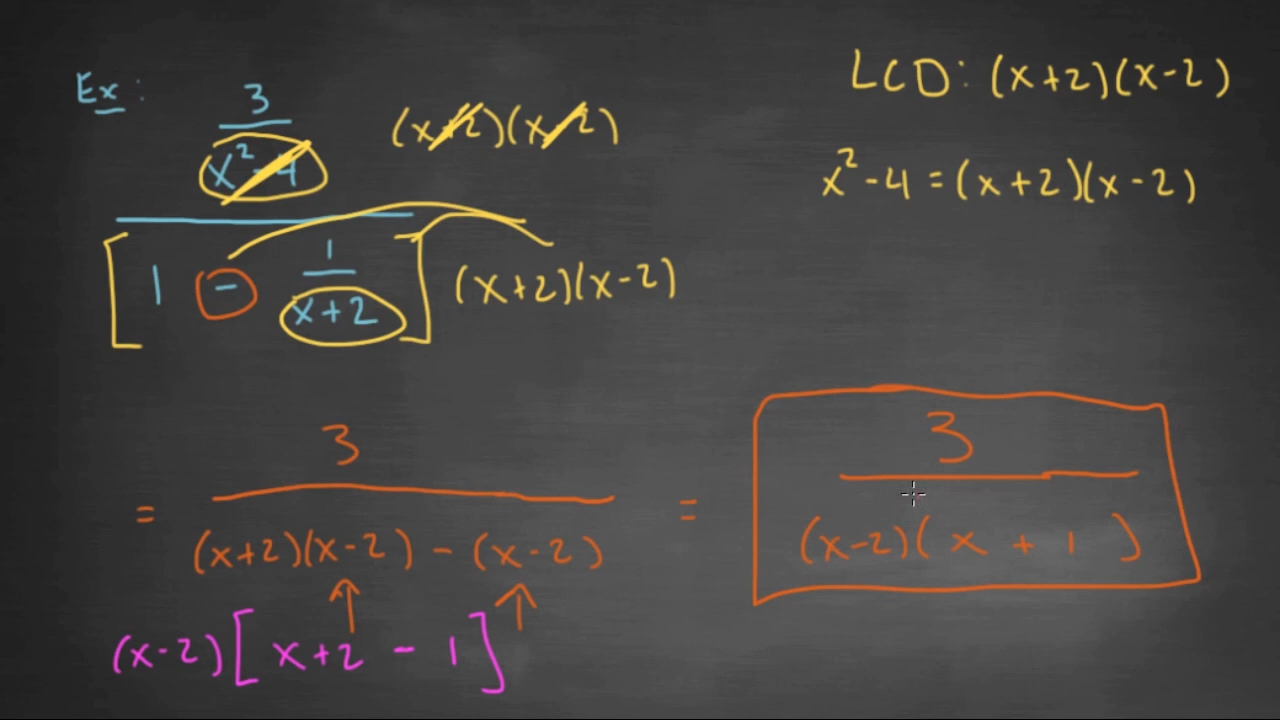 Ex:
3
x² - 4
(x+2)(x-2)
[ 1 - 1
x+2 ] (x+2)(x-2)
LCD: (x+2)(x-2)
x² - 4 = (x+2)(x-2)
= 3
(x+2)(x-2) - (x-2)
(x-2)[x+2 - 1]
= 3
(x-2)(x + 1)